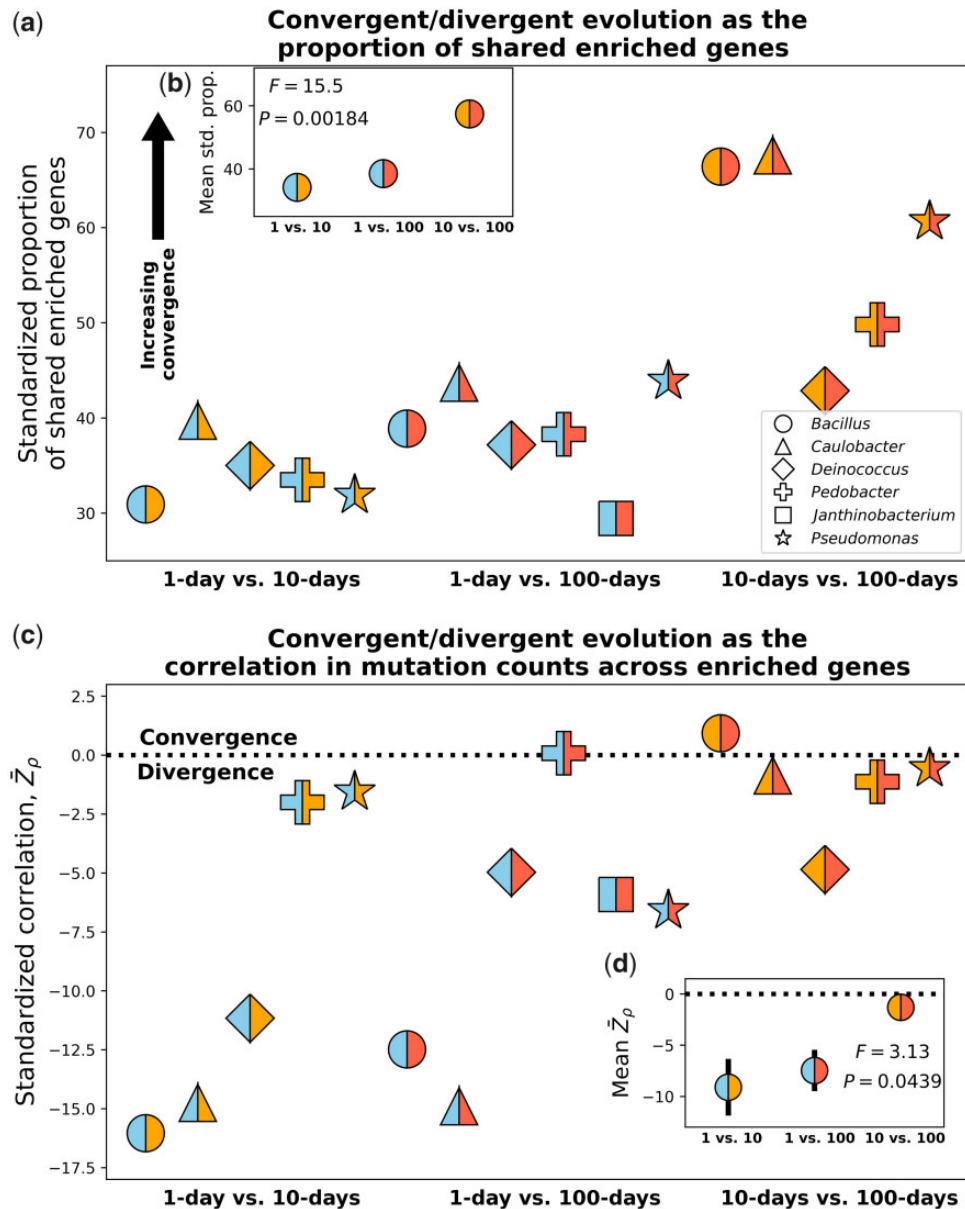 (a)
Convergent/divergent evolution as the
proportion of shared enriched genes
Standardized proportion
of shared enriched genes
70
60
50
40
30
Increasing
convergence
(b)
Mean std. prop.
60
40
F = 15.5
P = 0.00184
1 vs. 10 1 vs. 100 10 vs. 100
Bacillus
Caulobacter
Deinococcus
Pedobacter
Janthinobacterium
Pseudomonas
1-day vs. 10-days 1-day vs. 100-days 10-days vs. 100-days
(c)
Convergent/divergent evolution as the
correlation in mutation counts across enriched genes
Standardized correlation, Z̄ρ
2.5
0.0
−2.5
−5.0
−7.5
−10.0
−12.5
−15.0
−17.5
Convergence
Divergence
(d)
Mean Z̄ρ
0
−5
−10
F = 3.13
P = 0.0439
1 vs. 10 1 vs. 100 10 vs. 100
1-day vs. 10-days 1-day vs. 100-days 10-days vs. 100-days